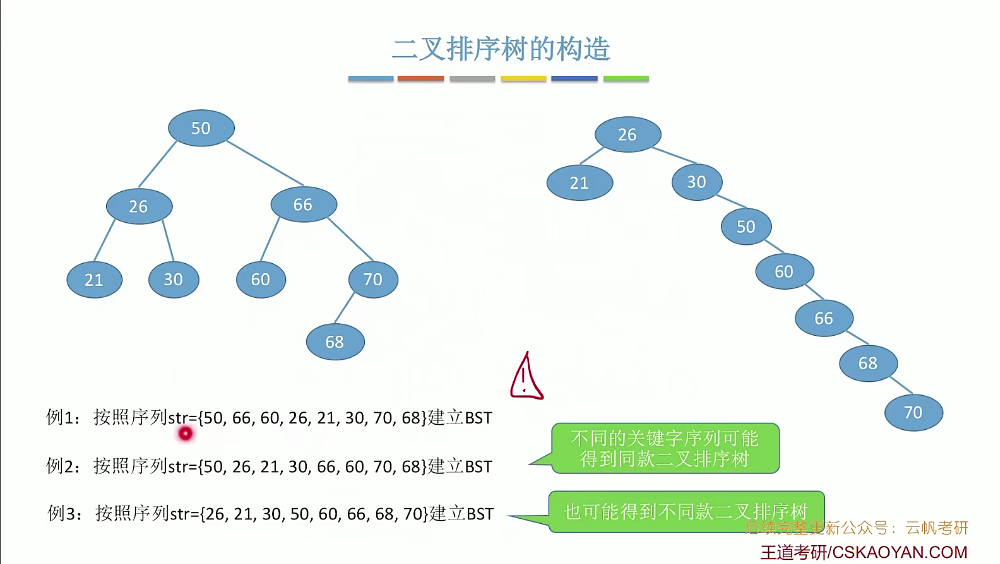 二叉排序树的构造
50
26
66
21
30
60
70
68
26
21
30
50
60
66
68
70
!
例1：按照序列str={50, 66, 60, 26, 21, 30, 70, 68}建立BST
不同的关键字序列可能
得到同款二叉排序树
例2：按照序列str={50, 26, 21, 30, 66, 60, 70, 68}建立BST
例3：按照序列str={26, 21, 30, 50, 60, 66, 68, 70}建立BST
也可能得到不同款二叉排序树
新公众号：云帆考研
王道考研/CSKAOYAN.COM